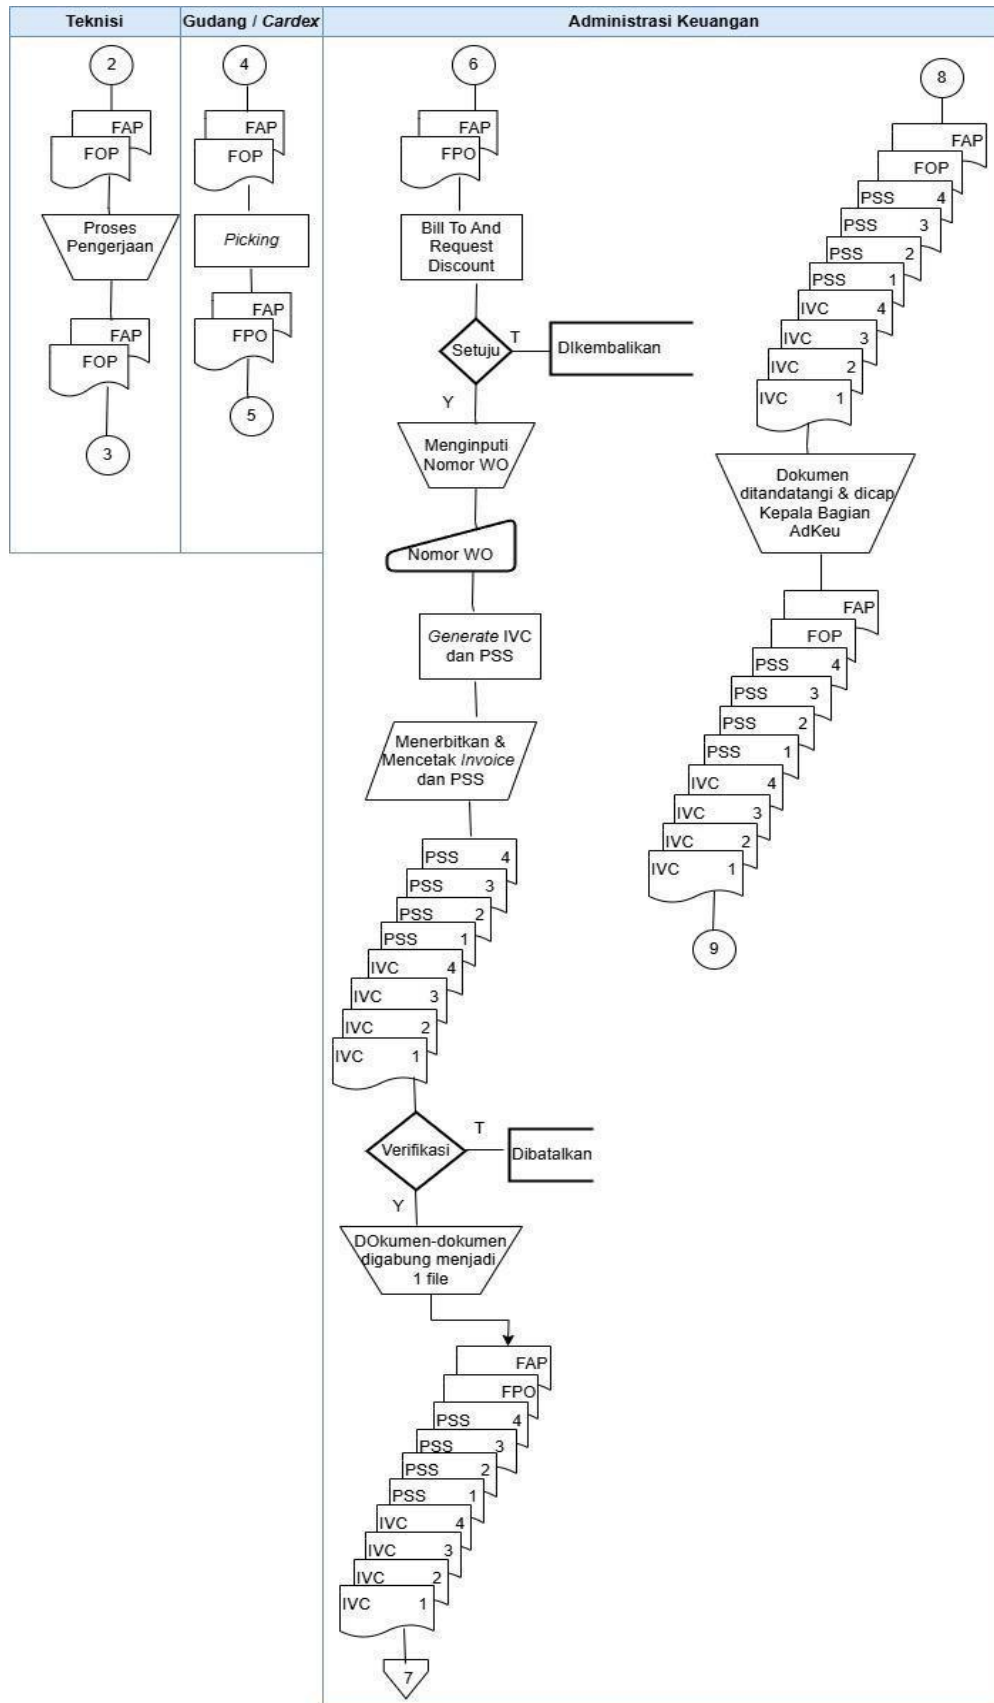 Teknisi
Gudang / Cardex
Administrasi Keuangan
2
FAP
FOP
Proses
Pengerjaan
FAP
FOP
3
4
FAP
FOP
Picking
FAP
FPO
5
6
FAP
FPO
Bill To And
Request
Discount
Setuju
T
DIkembalikan
Y
Menginputi
Nomor WO
Nomor WO
Generate IVC
dan PSS
Menerbitkan &
Mencetak Invoice
dan PSS
PSS 4
PSS 3
PSS 2
PSS 1
IVC 4
IVC 3
IVC 2
IVC 1
Verifikasi
T
Dibatalkan
Y
DOkumen-dokumen
digabung menjadi
1 file
FAP
FPO
PSS 4
PSS 3
PSS 2
PSS 1
IVC 4
IVC 3
IVC 2
IVC 1
7
8
FAP
FOP
PSS 4
PSS 3
PSS 2
PSS 1
IVC 4
IVC 3
IVC 2
IVC 1
Dokumen
ditandatangi & dicap
Kepala Bagian
AdKeu
FAP
FOP
PSS 4
PSS 3
PSS 2
PSS 1
IVC 4
IVC 3
IVC 2
IVC 1
9